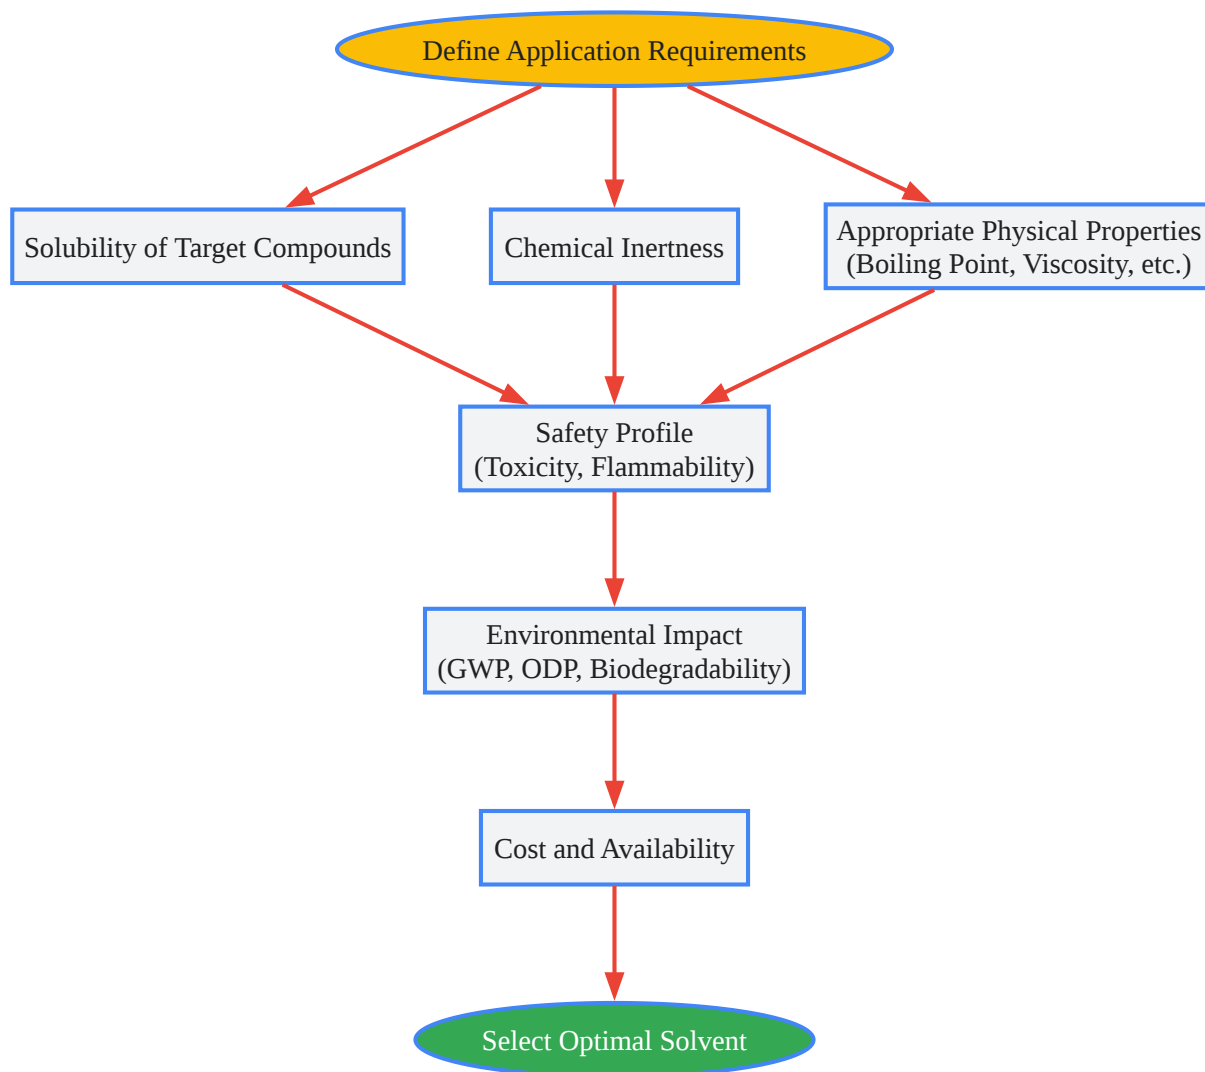 Define Application Requirements
Solubility of Target Compounds
Chemical Inertness
Appropriate Physical Properties
(Boiling Point, Viscosity, etc.)
Safety Profile
(Toxicity, Flammability)
Environmental Impact
(GWP, ODP, Biodegradability)
Cost and Availability
Select Optimal Solvent